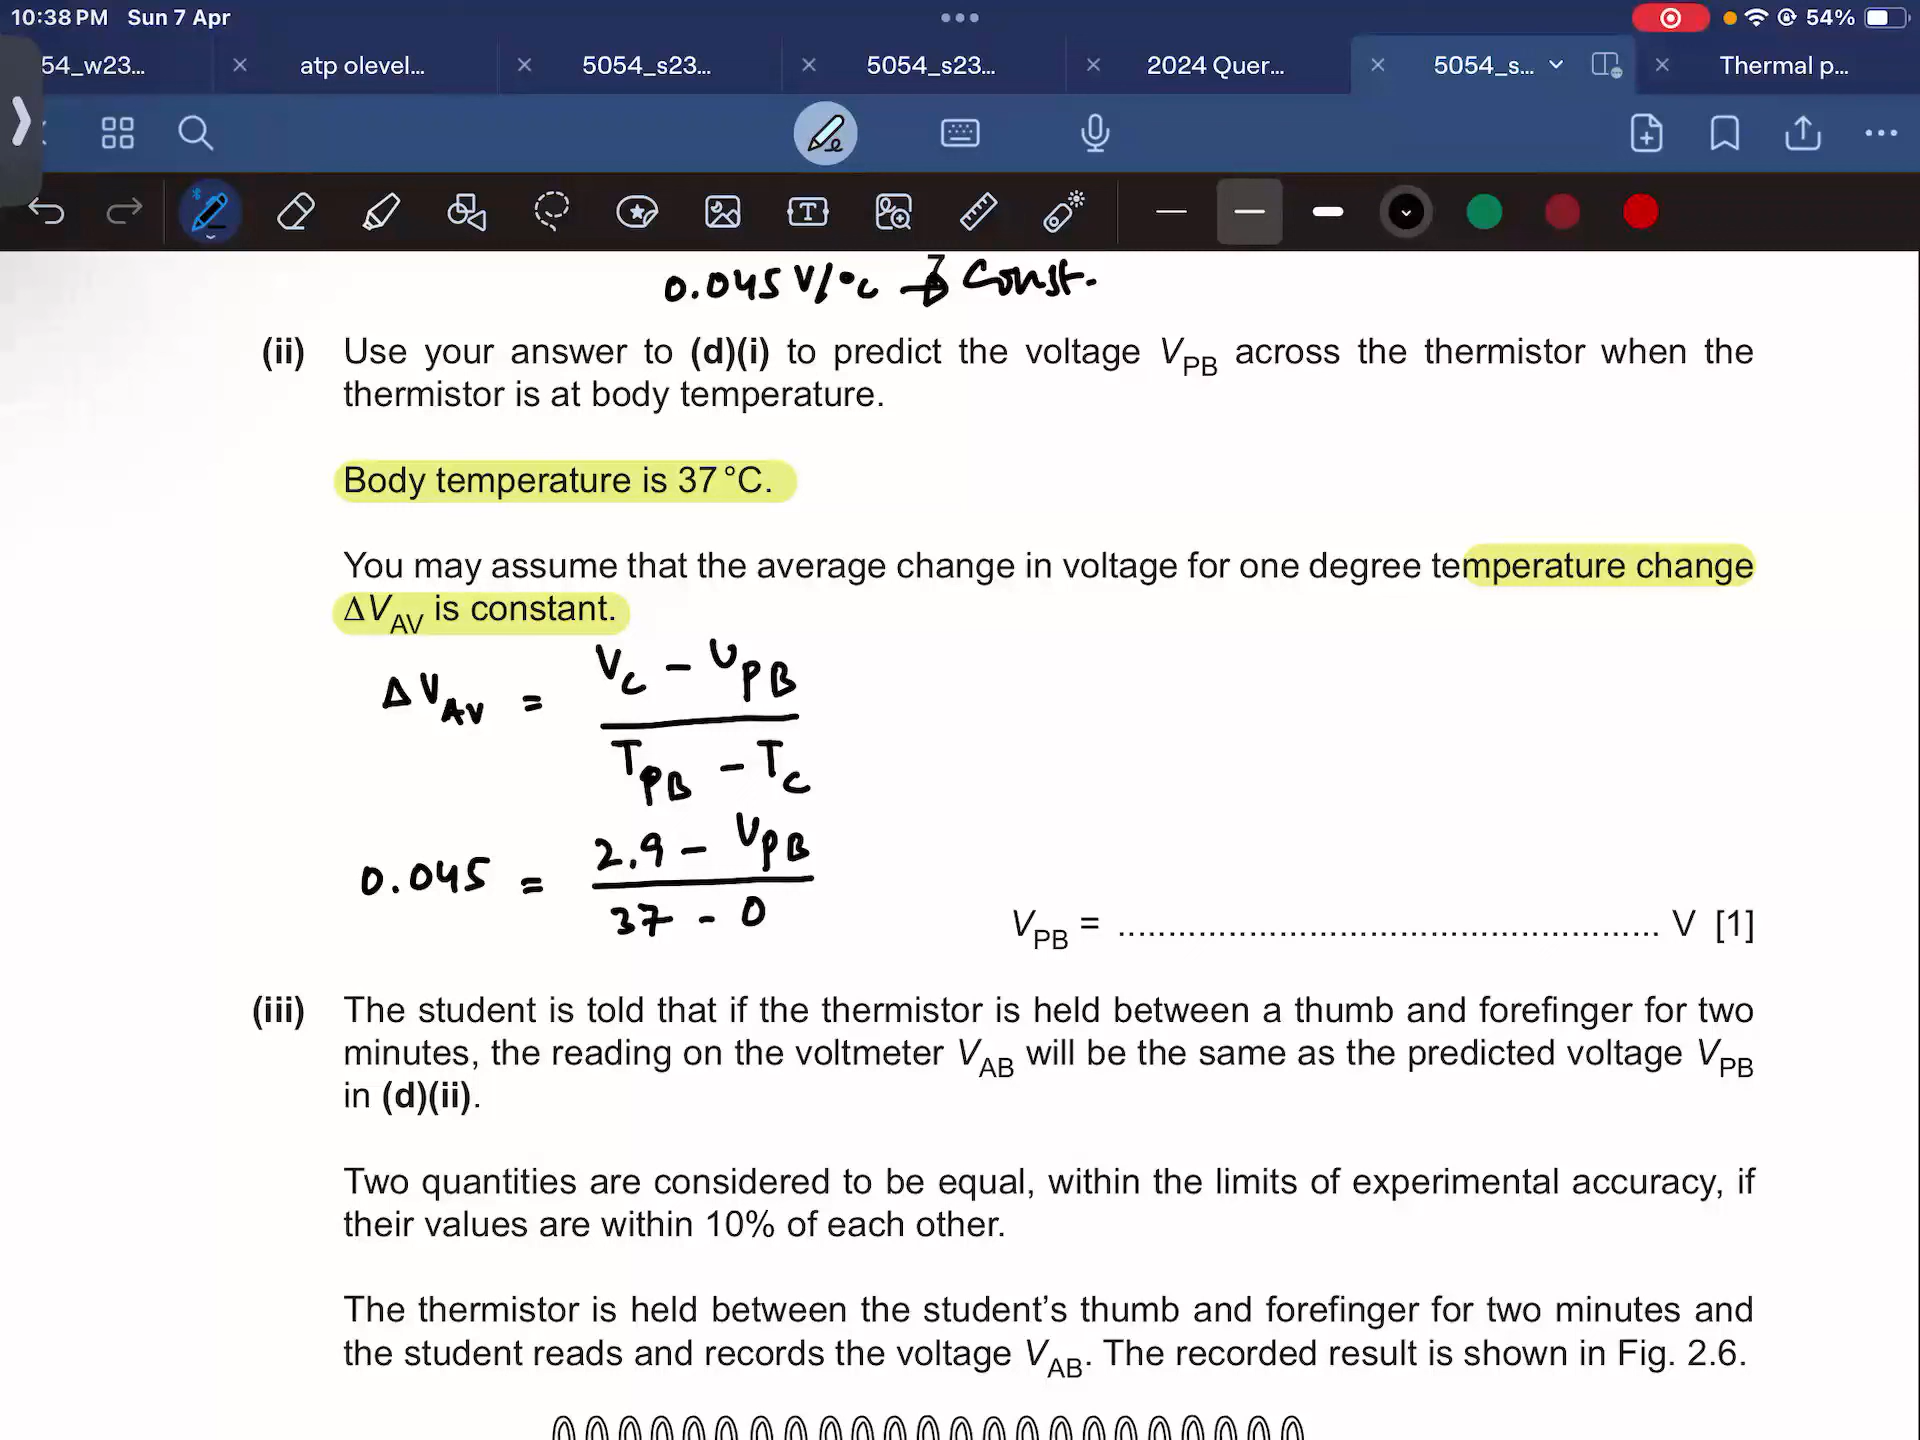 10:38 PM Sun 7 Apr
54%
54_w23...
atp olevel...
5054_s23...
5054_s23...
2024 Quer...
5054_s...
Thermal p...
0.045 V/°C → Const.
(ii) Use your answer to (d)(i) to predict the voltage VPB across the thermistor when the
thermistor is at body temperature.
Body temperature is 37 °C.
You may assume that the average change in voltage for one degree temperature change
ΔVAV is constant.
ΔVAV = VC - VPB
TPB - TC
0.045 = 2.9 - VPB
37 - 0
VPB = .................................................... V [1]
(iii) The student is told that if the thermistor is held between a thumb and forefinger for two
minutes, the reading on the voltmeter VAB will be the same as the predicted voltage VPB
in (d)(ii).
Two quantities are considered to be equal, within the limits of experimental accuracy, if
their values are within 10% of each other.
The thermistor is held between the student’s thumb and forefinger for two minutes and
the student reads and records the voltage VAB. The recorded result is shown in Fig. 2.6.